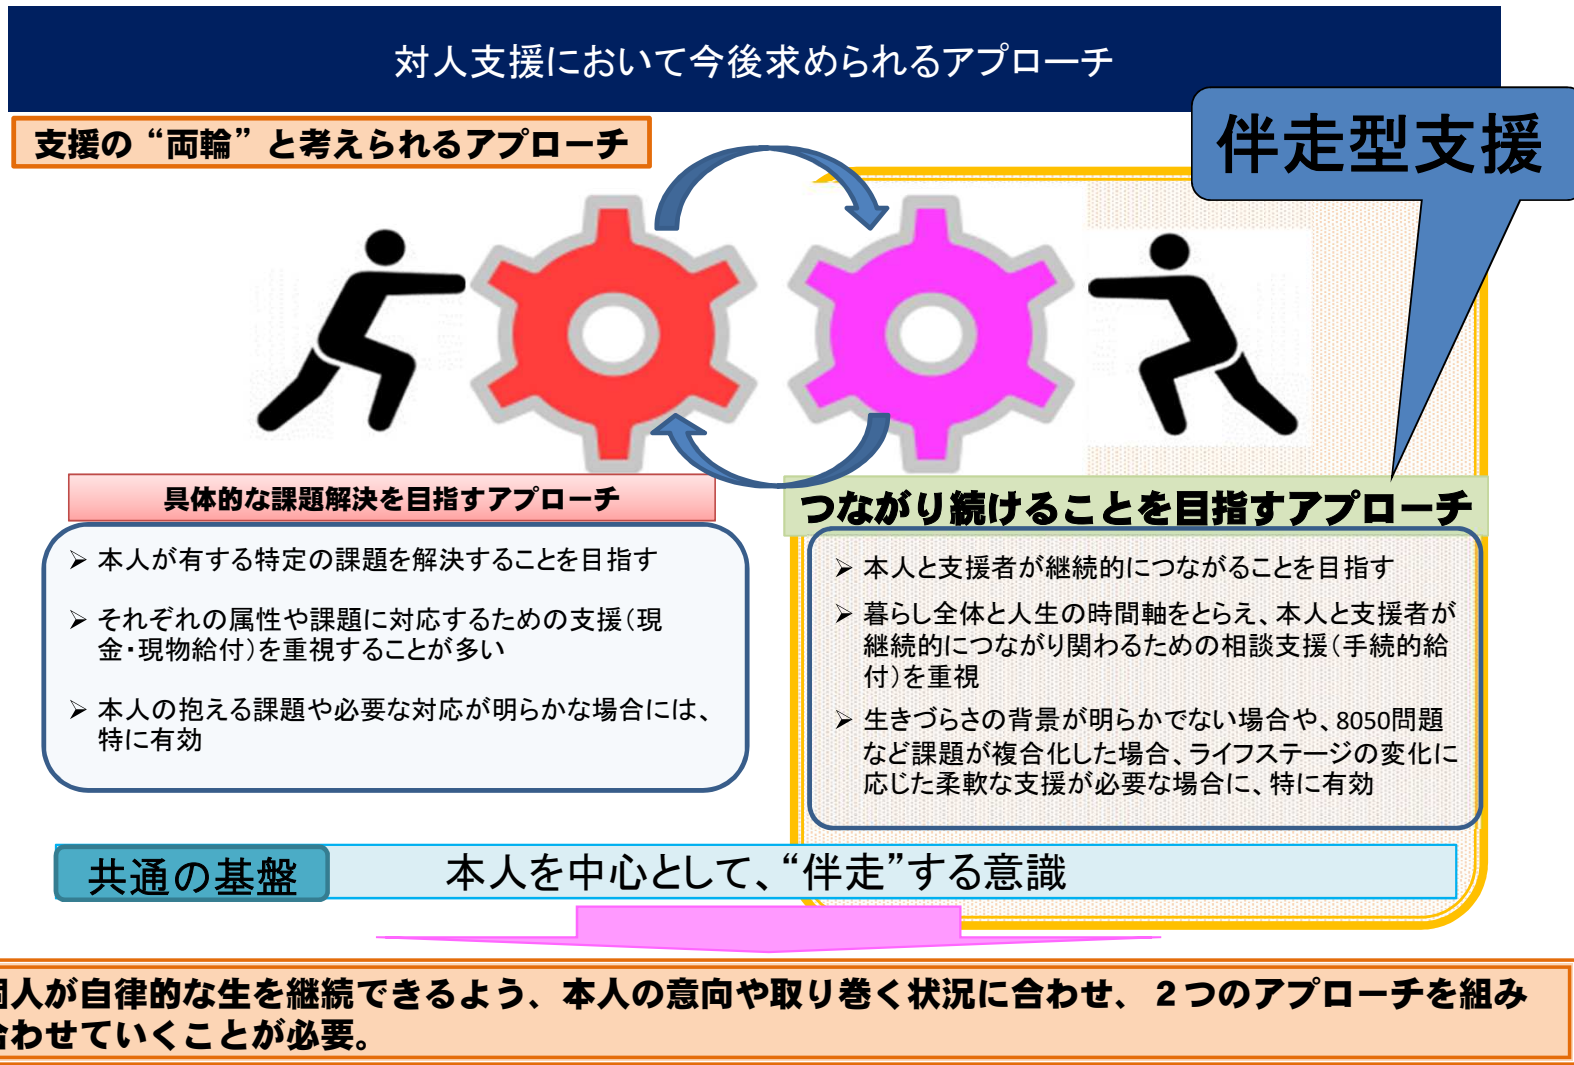 対人支援において今後求められるアプローチ
支援の“両輪”と考えられるアプローチ
伴走型支援
具体的な課題解決を目指すアプローチ
➢ 本人が有する特定の課題を解決することを目指す
➢ それぞれの属性や課題に対応するための支援(現
金・現物給付)を重視することが多い
➢ 本人の抱える課題や必要な対応が明らかな場合には、
特に有効
つながり続けることを目指すアプローチ
➢ 本人と支援者が継続的につながることを目指す
➢ 暮らし全体と人生の時間軸をとらえ、本人と支援者が
継続的につながり関わるための相談支援(手続的給
付)を重視
➢ 生きづらさの背景が明らかでない場合や、8050問題
など課題が複合化した場合、ライフステージの変化に
応じた柔軟な支援が必要な場合に、特に有効
共通の基盤
本人を中心として、“伴走”する意識
個人が自律的な生を継続できるよう、本人の意向や取り巻く状況に合わせ、２つのアプローチを組み
合わせていくことが必要。